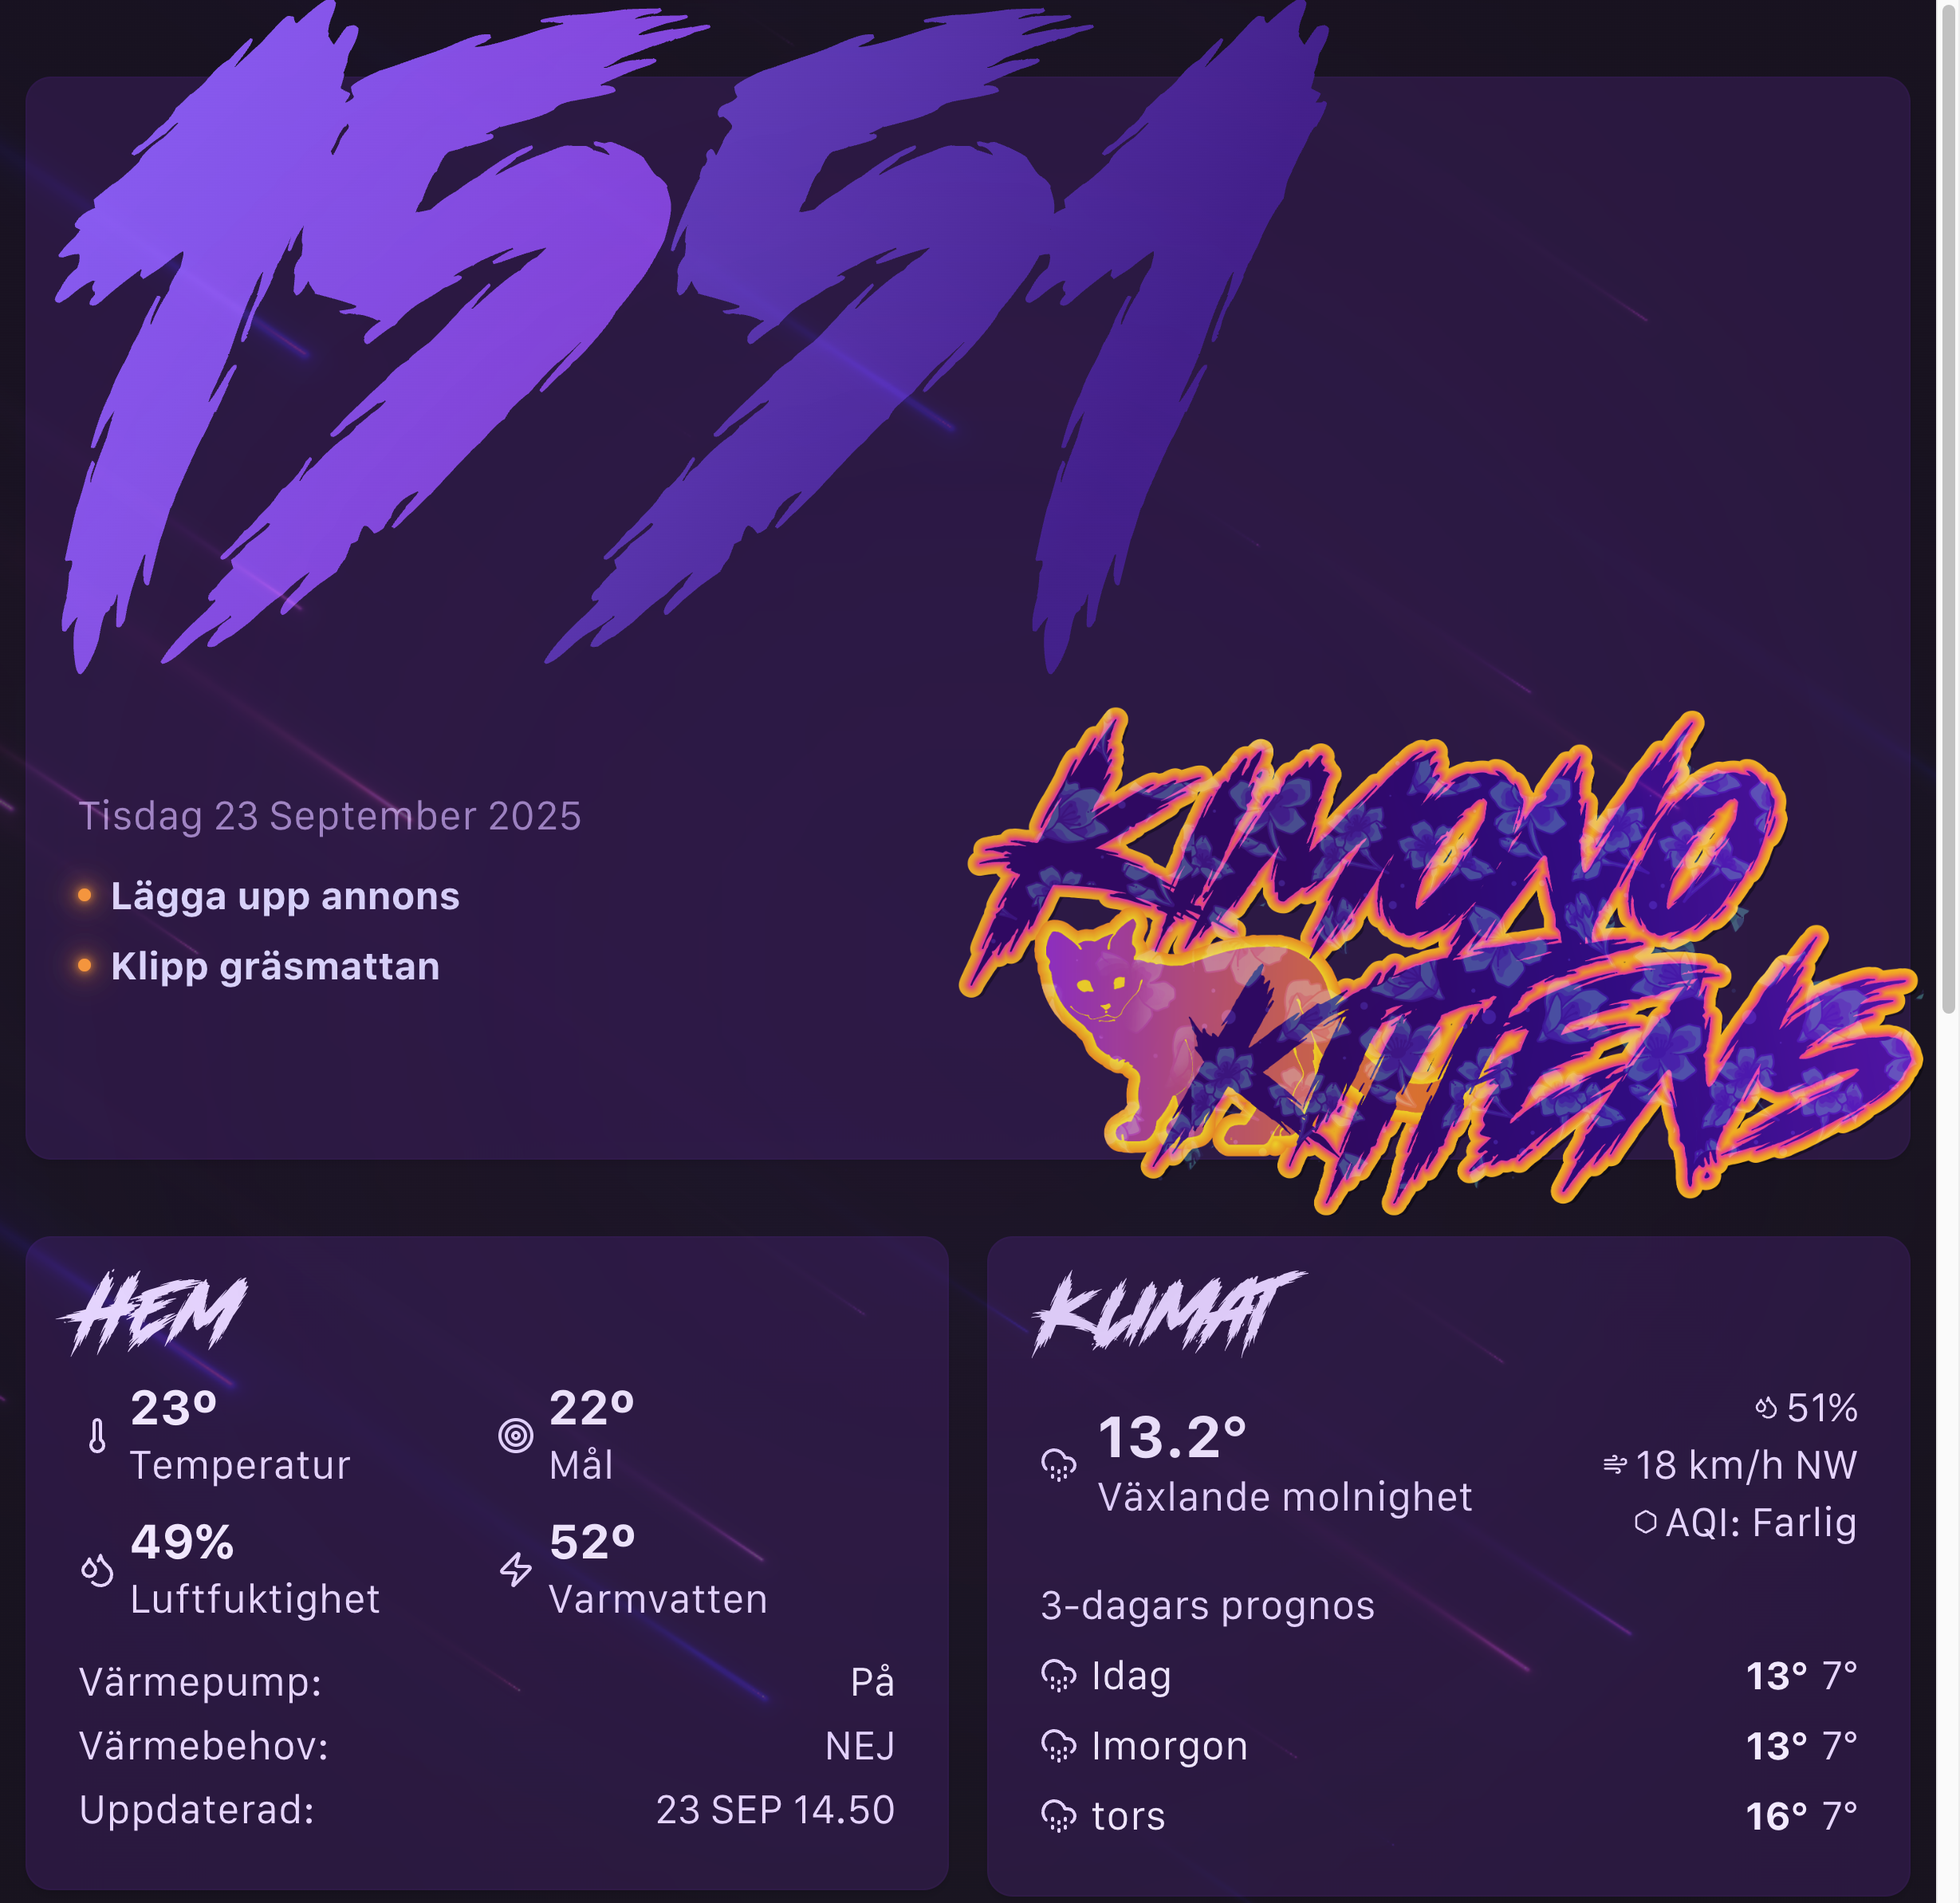 1551
Tisdag 23 September 2025
Lägga upp annons
Klipp gräsmattan
KIMONO
KITTENS
HEM
23º
Temperatur
22º
Mål
49%
Luftfuktighet
52º
Varmvatten
Värmepump: På
Värmebehov: NEJ
Uppdaterad: 23 SEP 14.50
KLIMAT
13.2°
Växlande molnighet
51%
18 km/h NW
AQI: Farlig
3-dagars prognos
Idag 13° 7°
Imorgon 13° 7°
tors 16° 7°